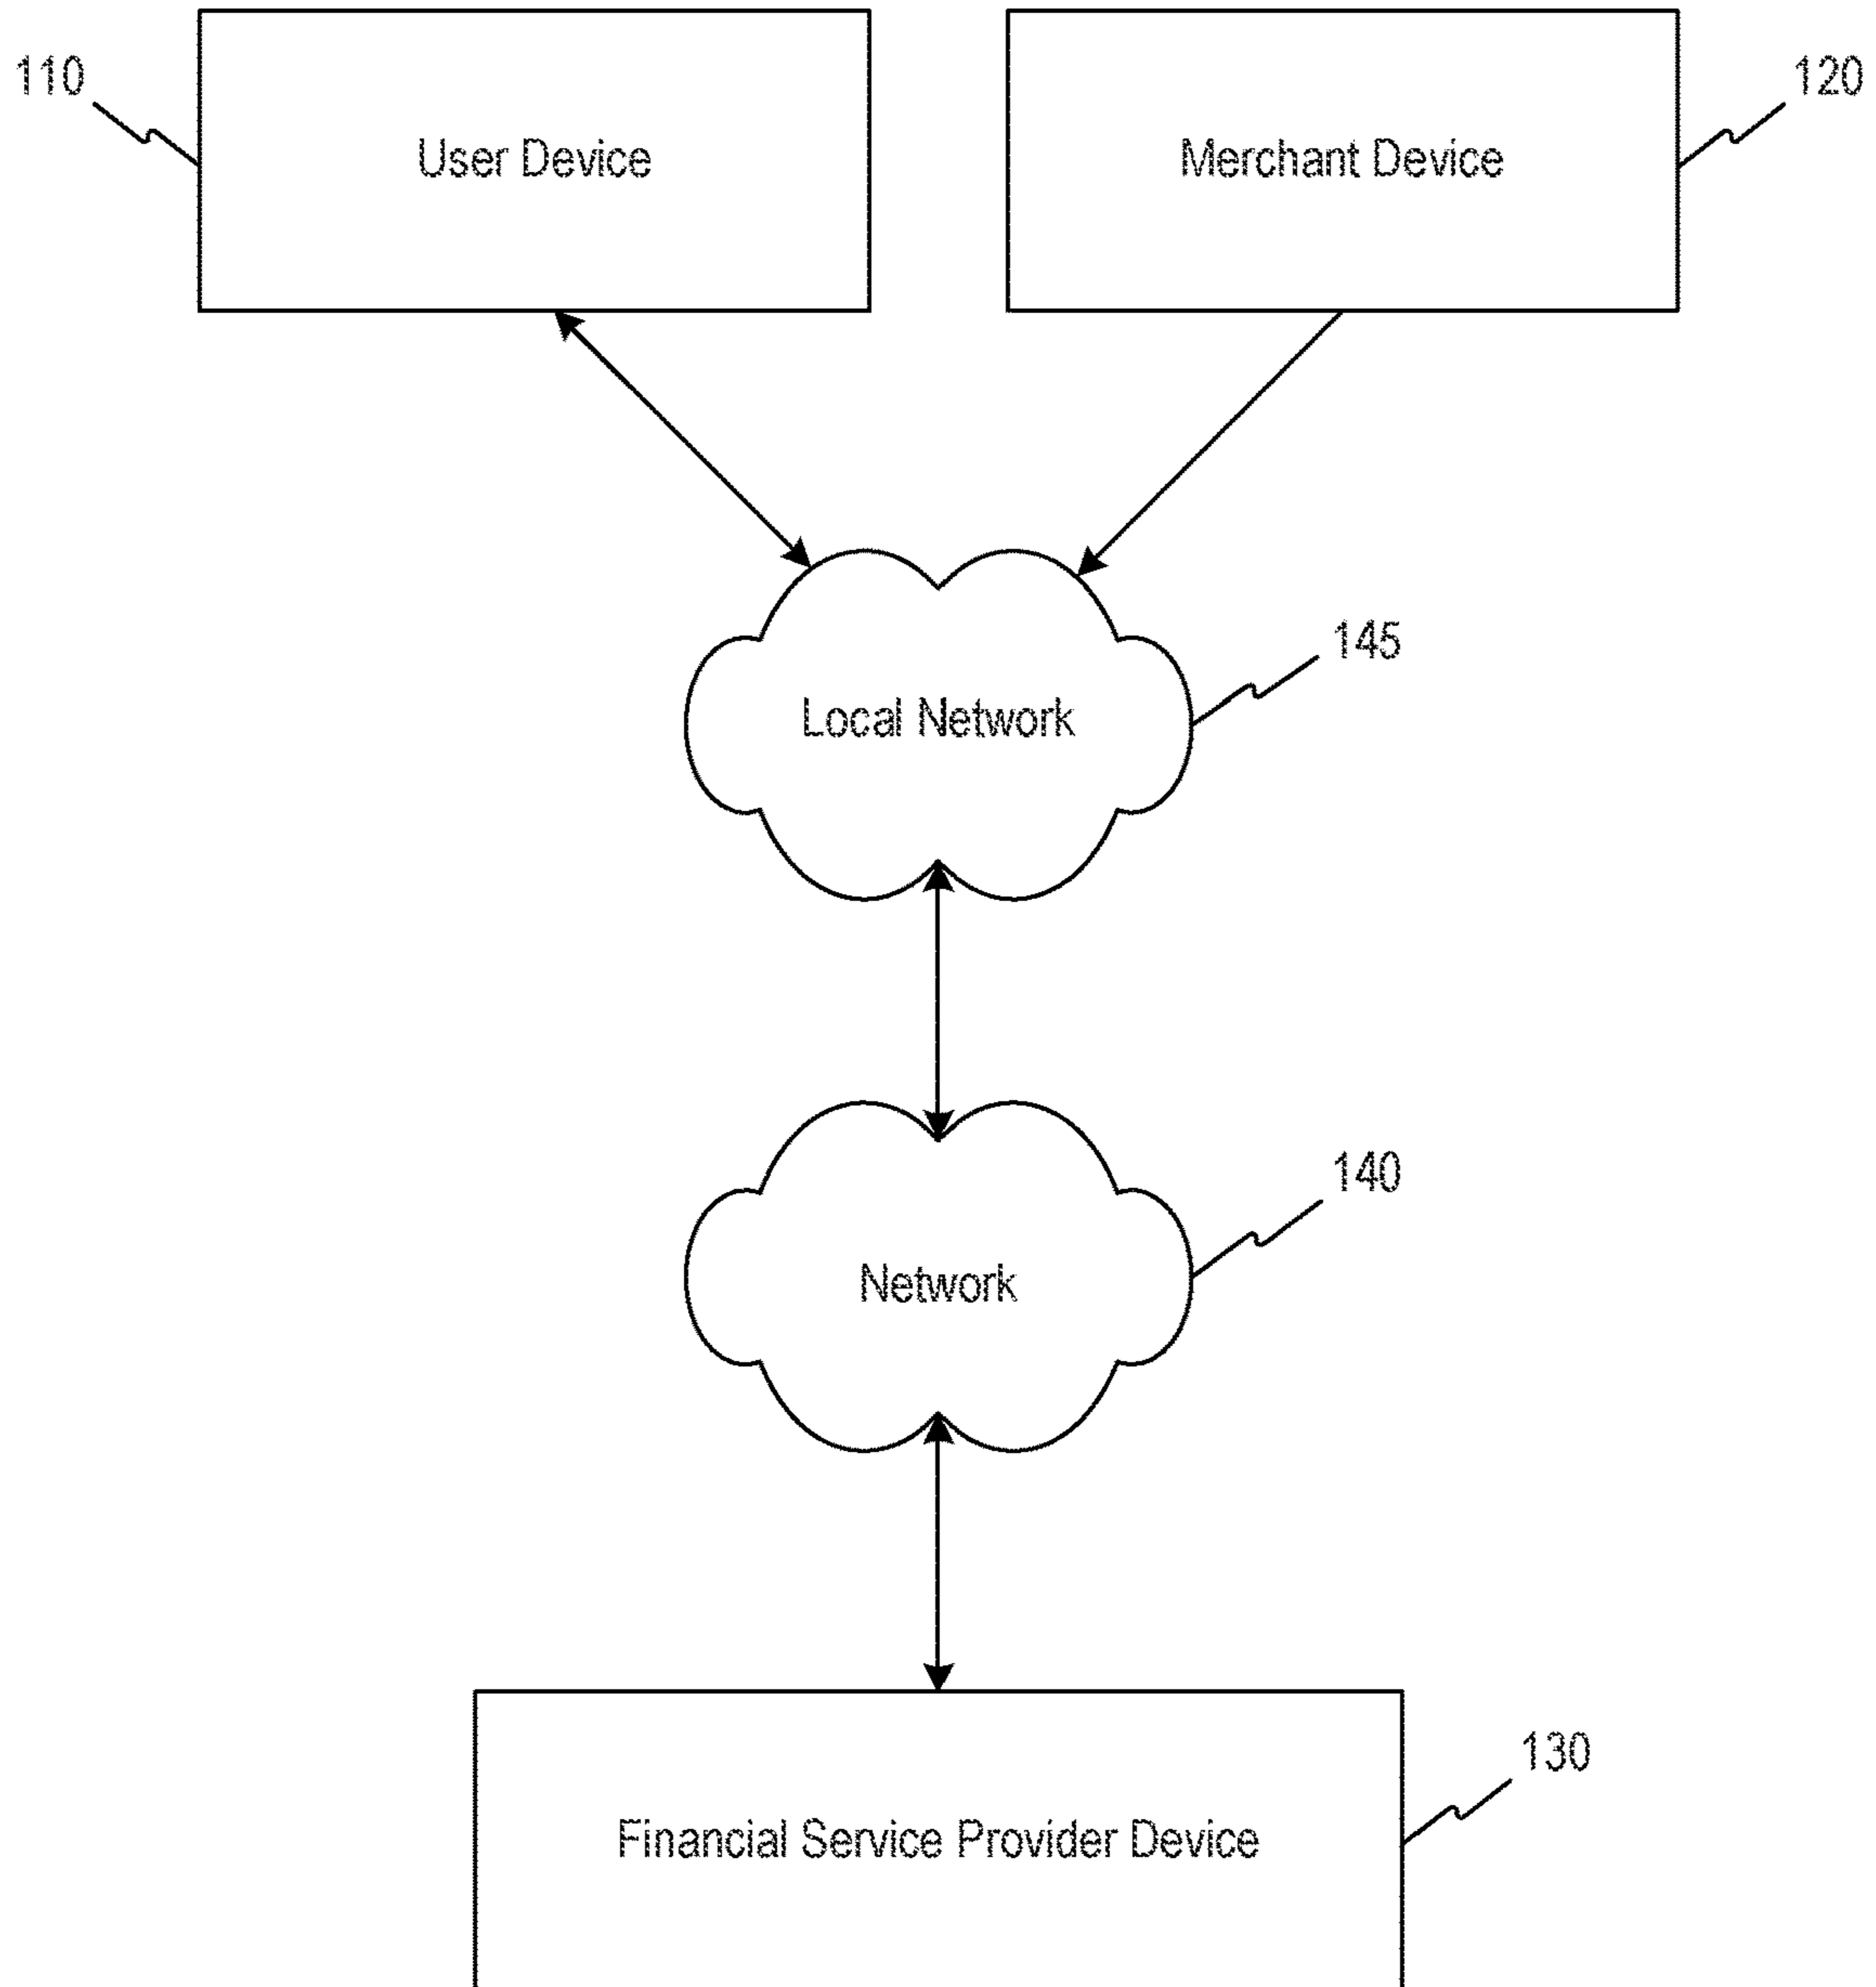 110
User Device
Merchant Device
120
Local Network
145
Network
140
Financial Service Provider Device
130